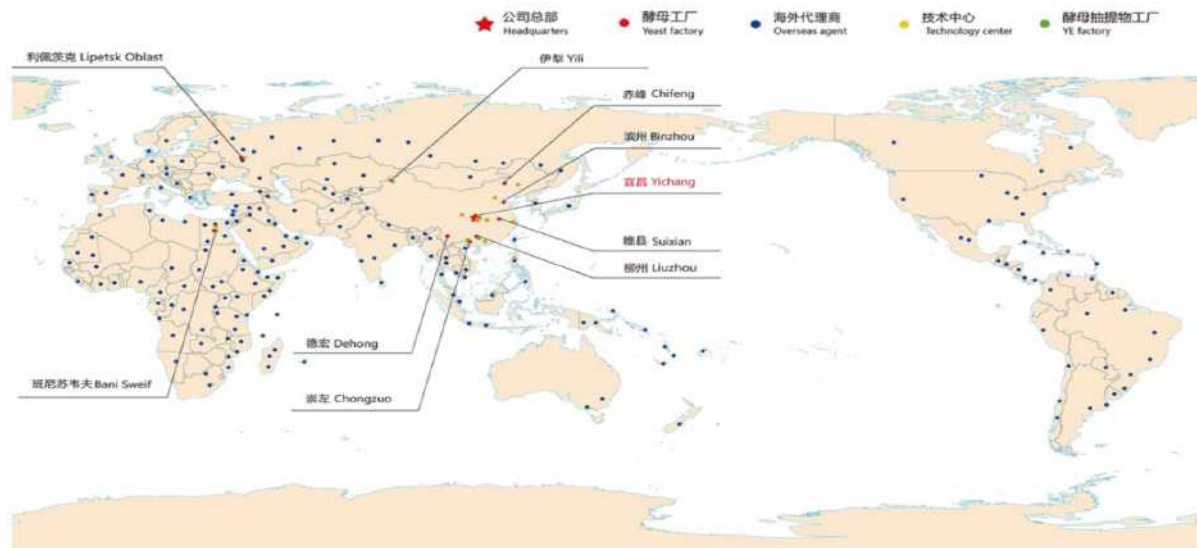 公司总部
Headquarters
酵母工厂
Yeast factory
海外代理商
Overseas agent
技术中心
Technology center
酵母抽提物工厂
YE factory
利佩茨克 Lipetsk Oblast
伊犁 Yili
赤峰 Chifeng
滨州 Binzhou
宜昌 Yichang
睢县 Suixian
柳州 Liuzhou
德宏 Dehong
班尼苏韦夫 Bani Sweif
崇左 Chongzuo